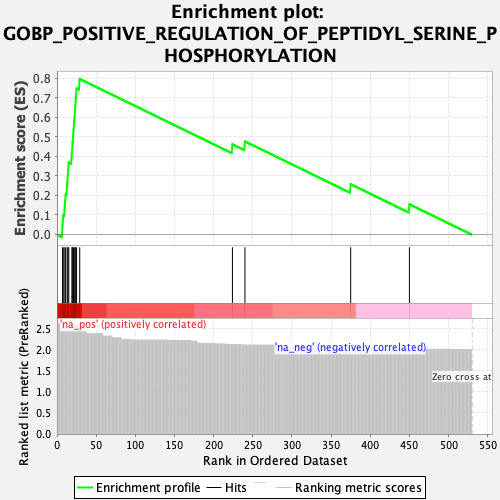 Enrichment plot:
GOBP_POSITIVE_REGULATION_OF_PEPTIDYL_SERINE_P
HOSPHORYLATION
Enrichment score (ES)
0.8
0.7
0.6
0.5
0.4
0.3
0.2
0.1
0.0
'na_pos' (positively correlated)
Ranked list metric (PreRanked)
2.5
2.0
1.5
1.0
0.5
0.0
'na_neg' (negatively correlated)
Zero cross at
0 50 100 150 200 250 300 350 400 450 500 550
Rank in Ordered Dataset
Enrichment profile Hits Ranking metric scores